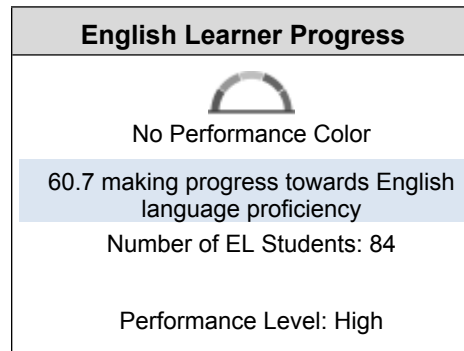 English Learner Progress
No Performance Color
60.7 making progress towards English
language proficiency
Number of EL Students: 84
Performance Level: High